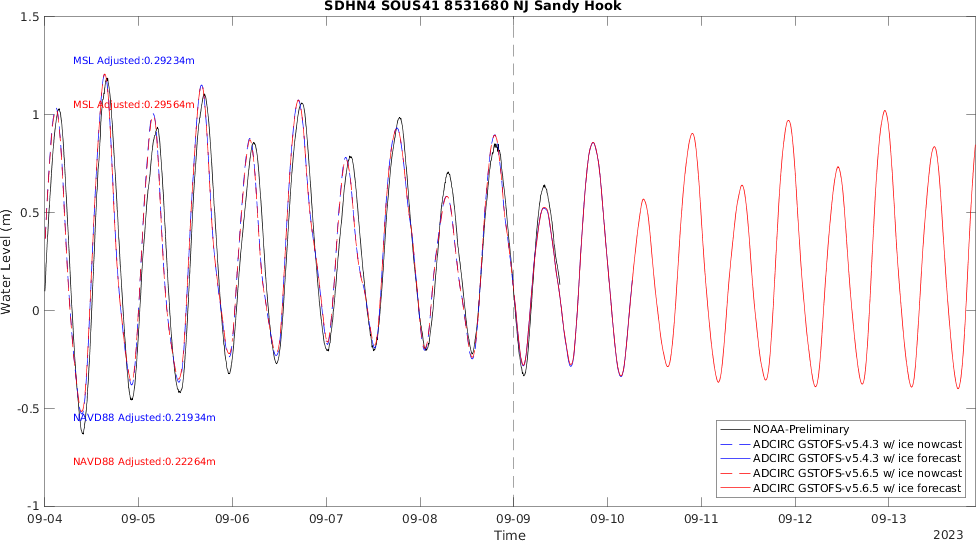 SDHN4 SOUS41 8531680 NJ Sandy Hook
1.5
MSL Adjusted:0.29234m
MSL Adjusted:0.29564m
1
0.5
Water Level (m)
0
-0.5
NAVD88 Adjusted:0.21934m
NAVD88 Adjusted:0.22264m
NOAA-Preliminary
ADCIRC GSTOFS-v5.4.3 w/ ice nowcast
ADCIRC GSTOFS-v5.4.3 w/ ice forecast
ADCIRC GSTOFS-v5.6.5 w/ ice nowcast
ADCIRC GSTOFS-v5.6.5 w/ ice forecast
-1
09-04 09-05 09-06 09-07 09-08 09-09 09-10 09-11 09-12 09-13
Time
2023